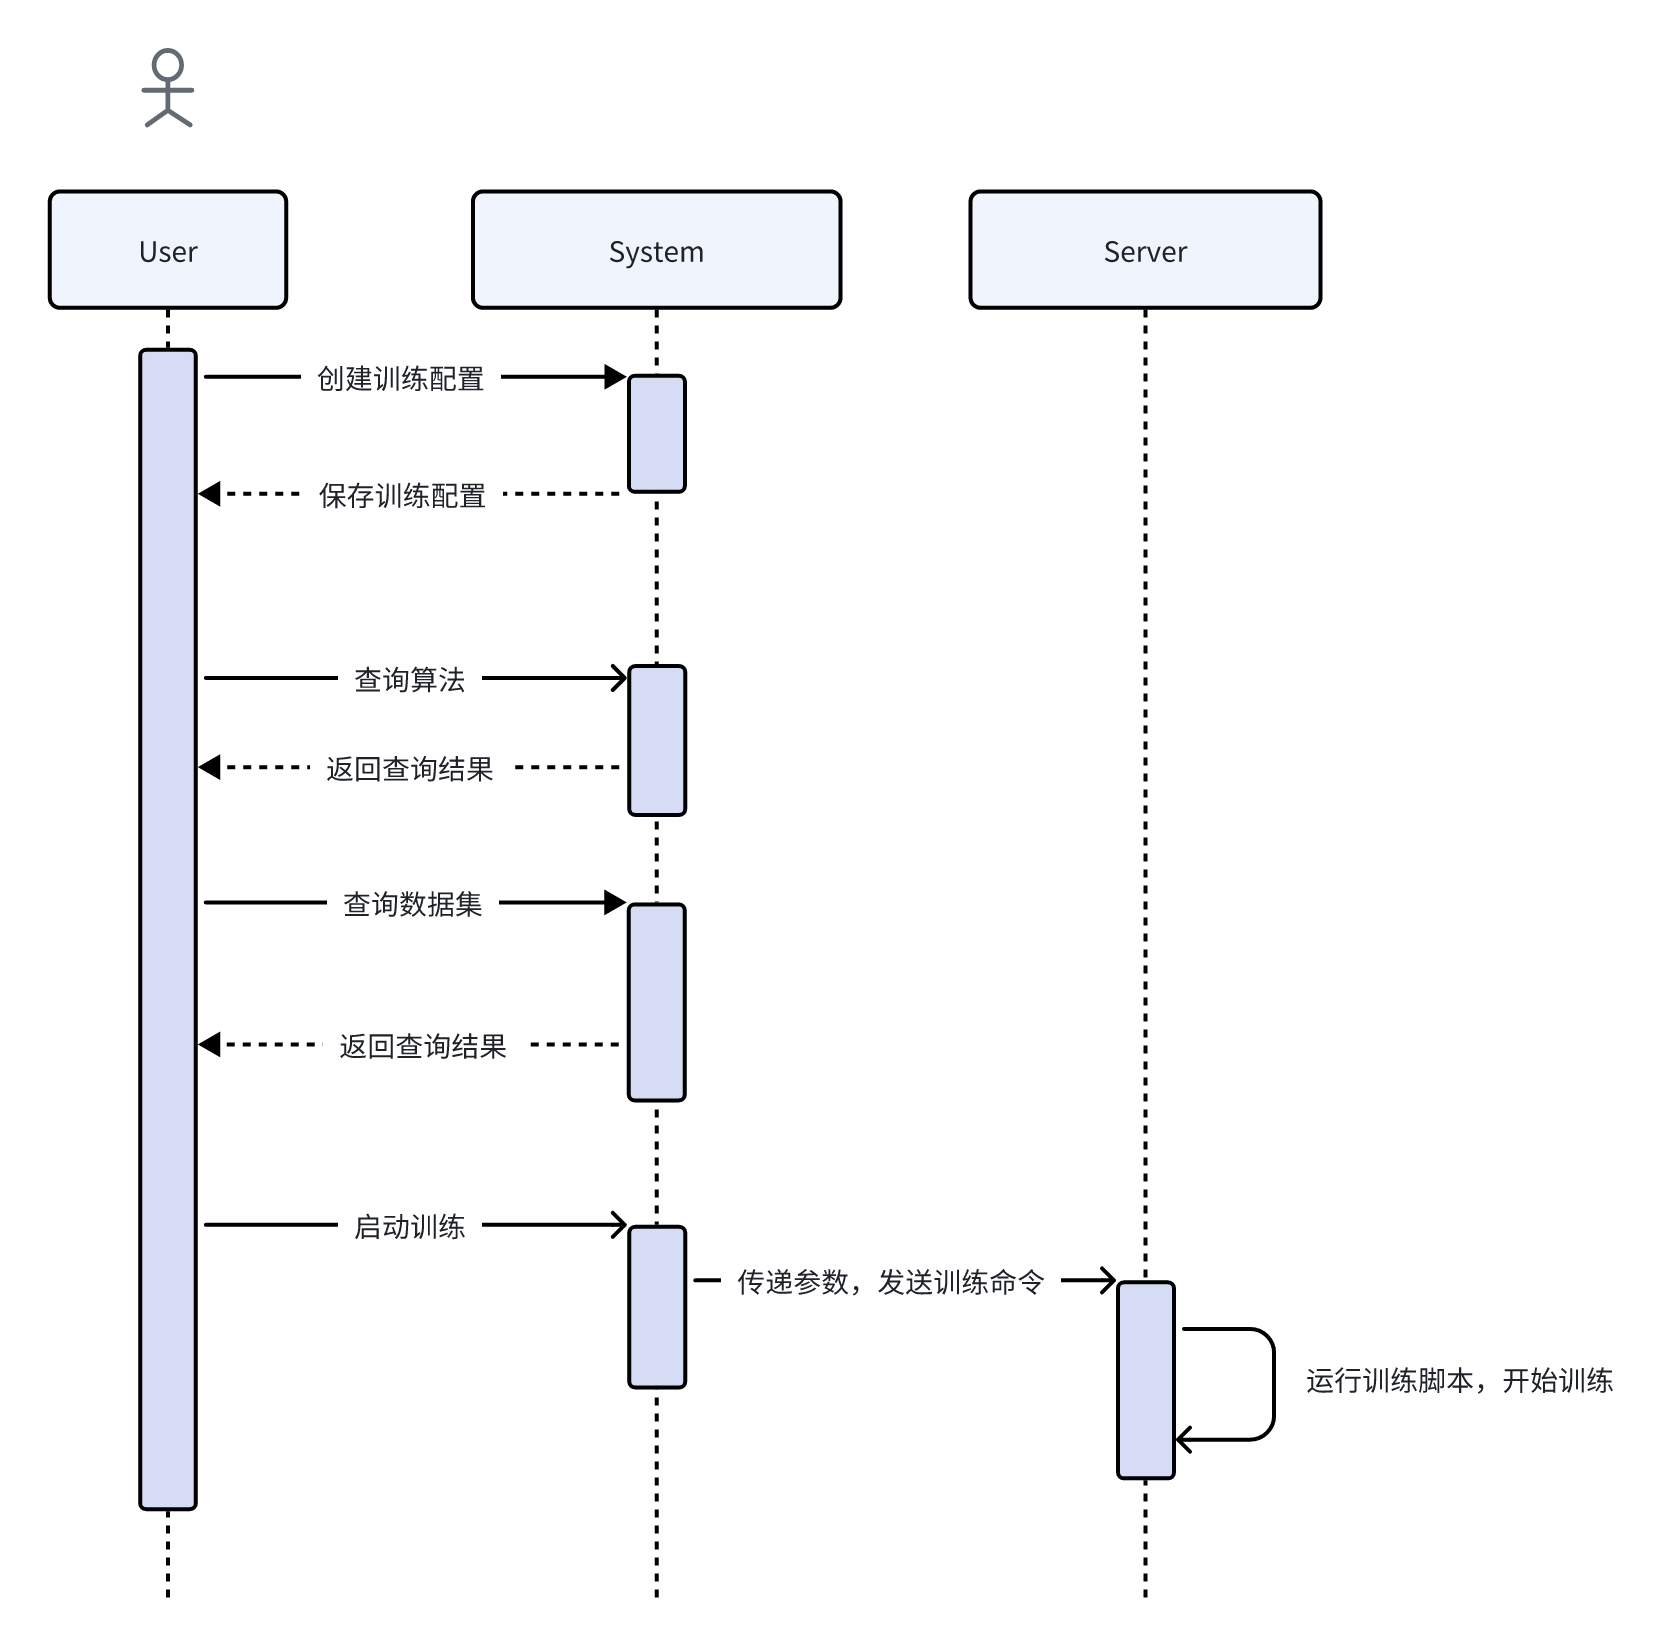 User
System
Server
创建训练配置
保存训练配置
查询算法
返回查询结果
查询数据集
返回查询结果
启动训练
传递参数，发送训练命令
运行训练脚本，开始训练